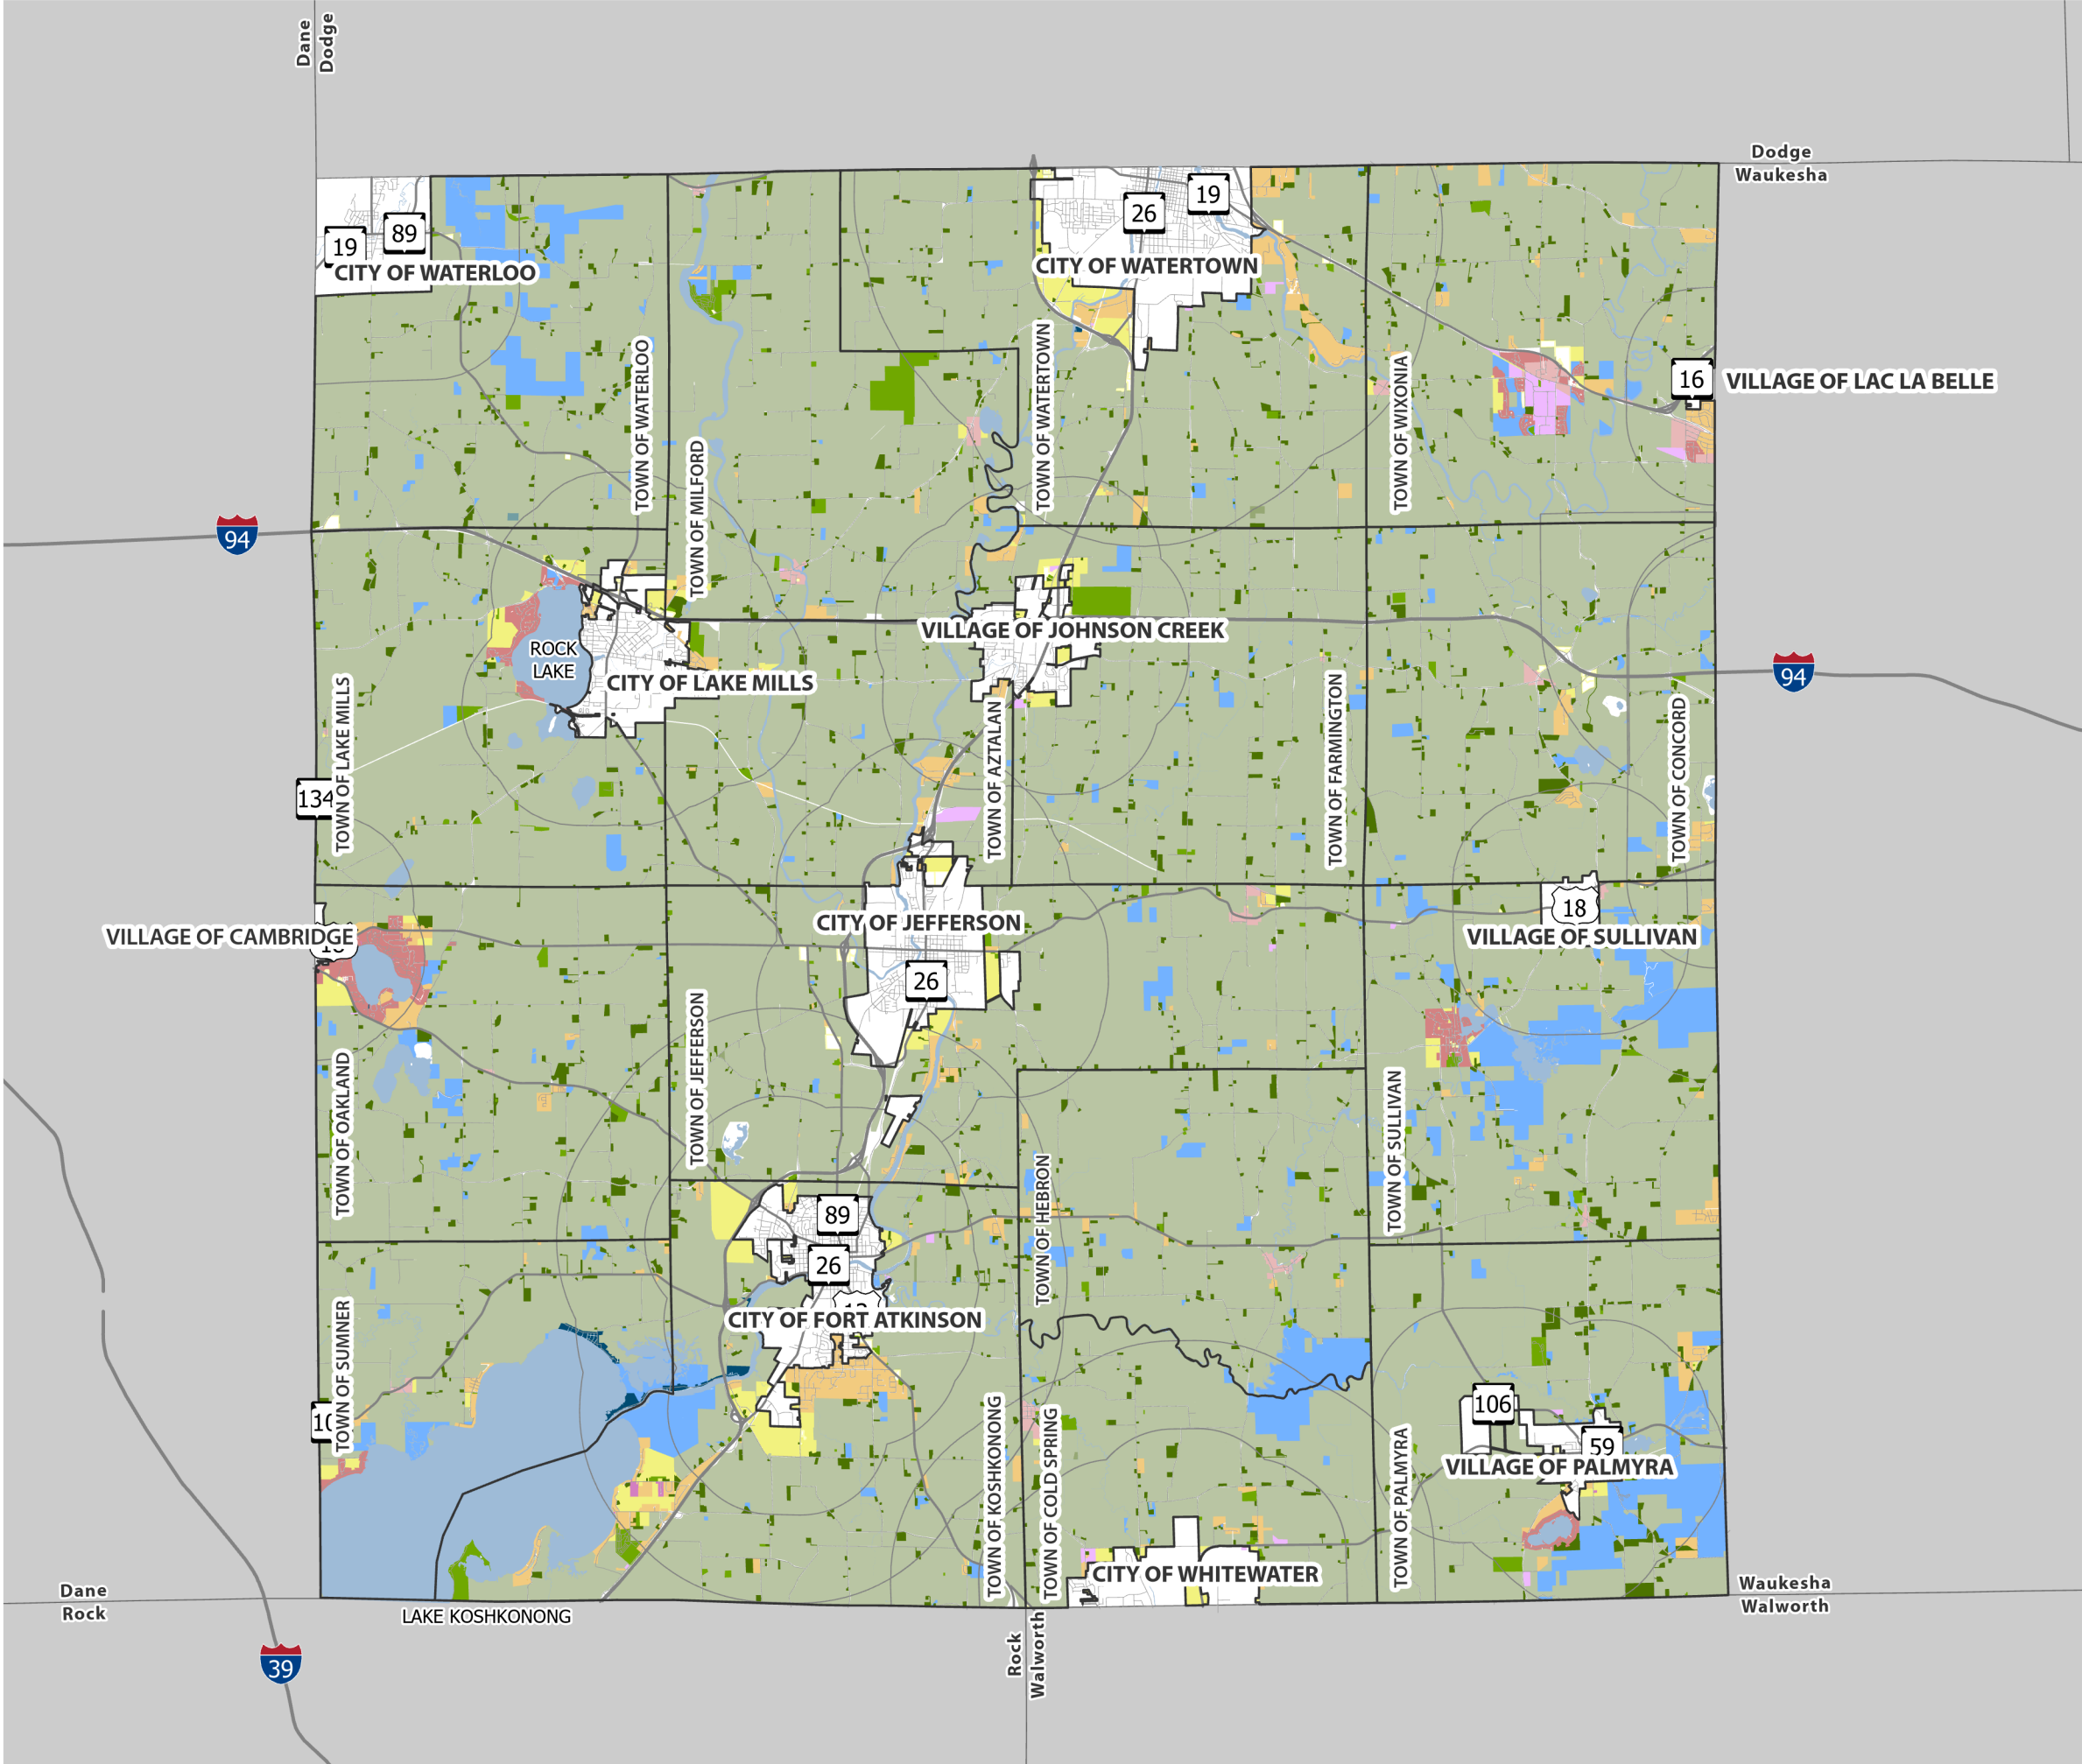 Dane
Dodge
Dodge
Waukesha
19
26
19
89
CITY OF WATERLOO
CITY OF WATERTOWN
TOWN OF WATERLOO
TOWN OF WATERTOWN
TOWN OF WIXONIA
16
VILLAGE OF LAC LA BELLE
TOWN OF MILFORD
94
VILLAGE OF JOHNSON CREEK
ROCK
LAKE
CITY OF LAKE MILLS
94
TOWN OF LAKE MILLS
TOWN OF AZTALAN
TOWN OF FARMINGTON
TOWN OF CONCORD
134
18
CITY OF JEFFERSON
VILLAGE OF CAMBRIDGE
VILLAGE OF SULLIVAN
26
TOWN OF JEFFERSON
TOWN OF OAKLAND
TOWN OF SULLIVAN
TOWN OF HEBRON
89
26
CITY OF FORT ATKINSON
TOWN OF SUMNER
106
59
VILLAGE OF PALMYRA
TOWN OF KOSHKONONG
TOWN OF COLD SPRING
TOWN OF PALMYRA
CITY OF WHITEWATER
Dane
Rock
LAKE KOSHKONONG
Waukesha
Walworth
Rock
Walworth
39